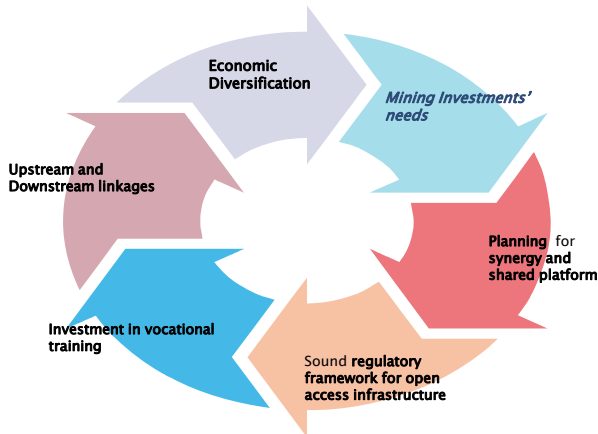 Economic
Diversification
Mining Investments’
needs
Planning for
synergy and
shared platform
Sound regulatory
framework for open
access infrastructure
Investment in vocational
training
Upstream and
Downstream linkages